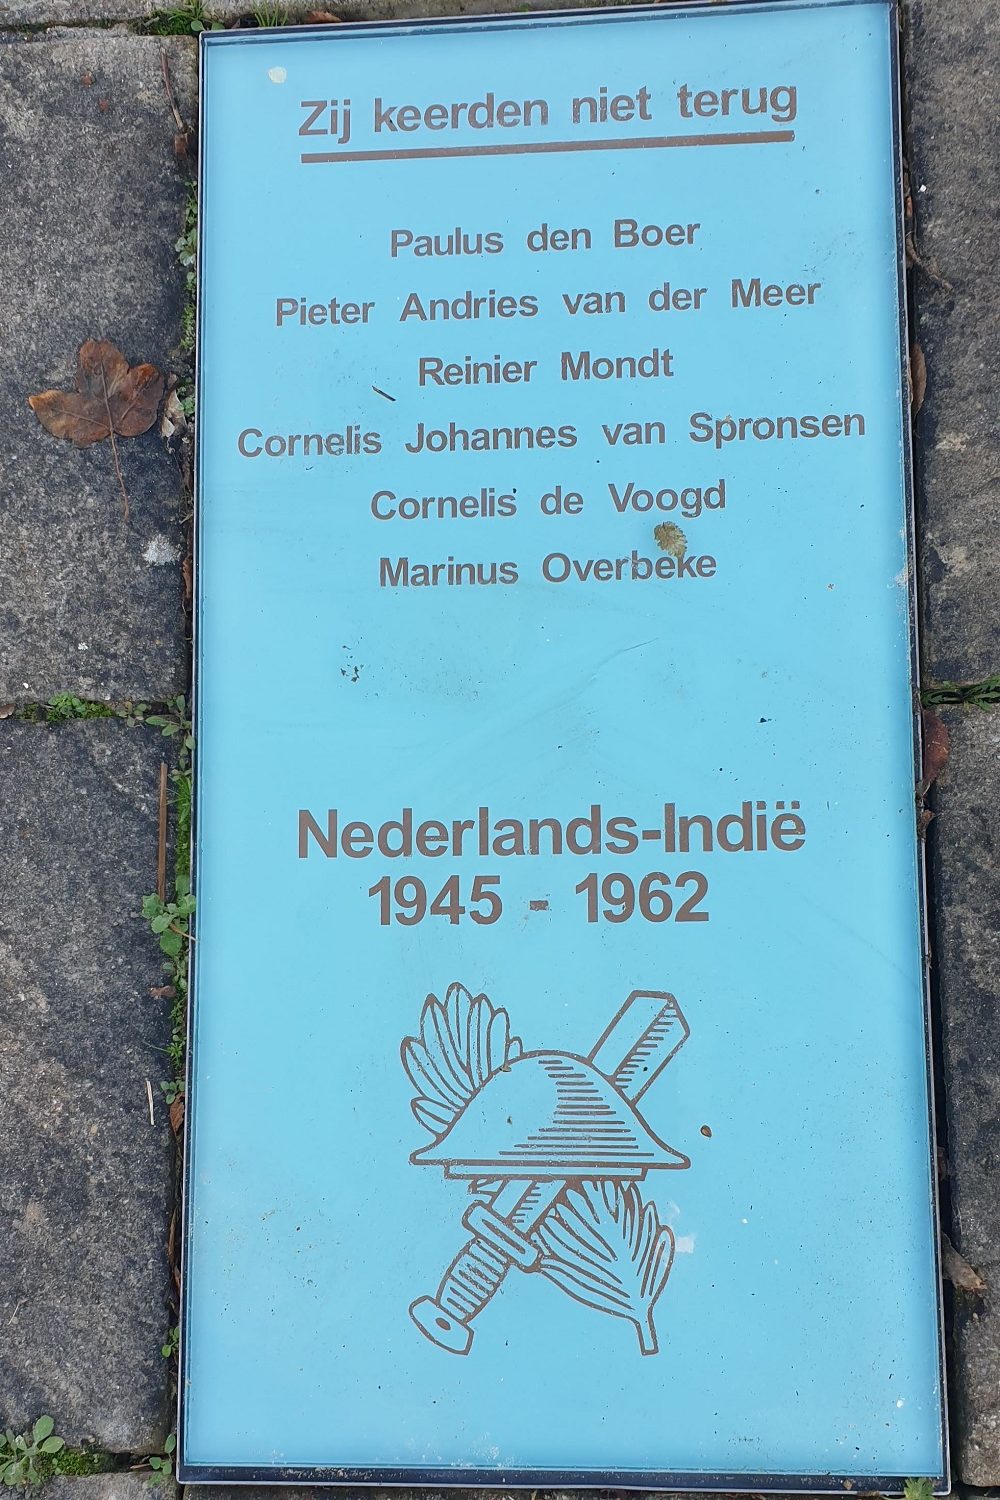 Zij keerden niet terug
Paulus den Boer
Pieter Andries van der Meer
Reinier Mondt
Cornelis Johannes van Spronsen
Cornelis de Voogd
Marinus Overbeke
Nederlands-Indië
1945 - 1962